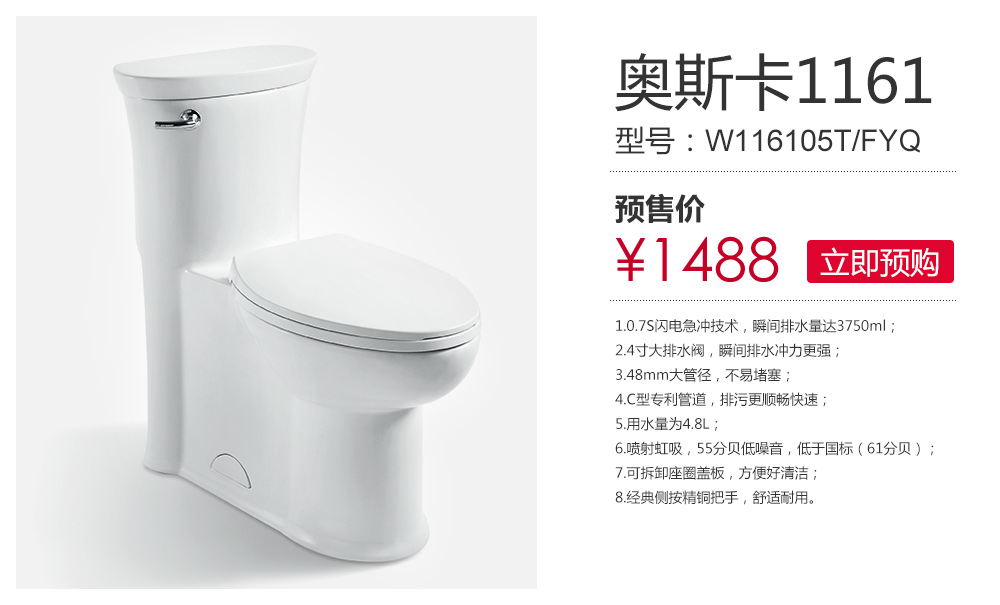 奥斯卡1161
型号：W116105T/FYQ
预售价
¥1488 立即预购
1.0.7S闪电急冲技术，瞬间排水量达3750ml；
2.4寸大排水阀，瞬间排水冲力更强；
3.48mm大管径，不易堵塞；
4.C型专利管道，排污更顺畅快速；
5.用水量为4.8L；
6.喷射虹吸，55分贝低噪音，低于国标（61分贝）；
7.可拆卸座圈盖板，方便好清洁；
8.经典侧按精铜把手，舒适耐用。